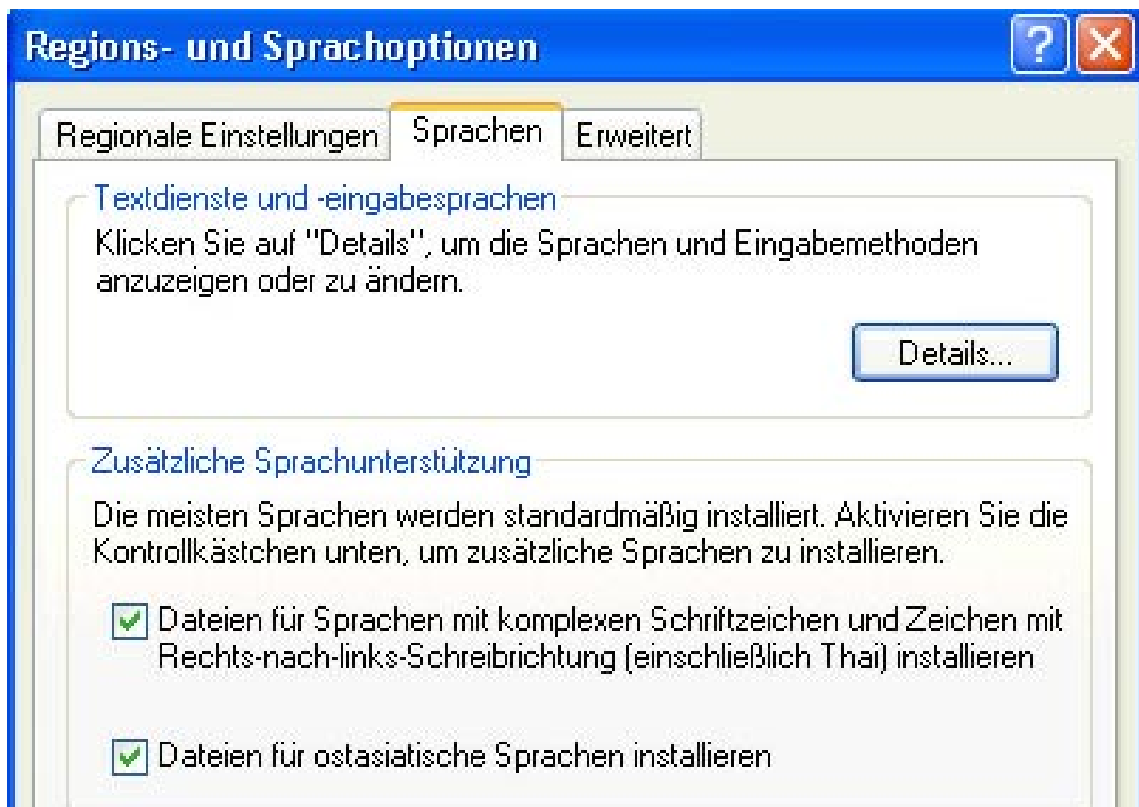 Regions- und Sprachoptionen
Regionale Einstellungen Sprachen Erweitert
Textdienste und -eingabesprachen
Klicken Sie auf "Details", um die Sprachen und Eingabemethoden
anzuzeigen oder zu ändern.
Details...
Zusätzliche Sprachunterstützung
Die meisten Sprachen werden standardmäßig installiert. Aktivieren Sie die
Kontrollkästchen unten, um zusätzliche Sprachen zu installieren.
Dateien für Sprachen mit komplexen Schriftzeichen und Zeichen mit
Rechts-nach-links-Schreibrichtung (einschließlich Thai) installieren
Dateien für ostasiatische Sprachen installieren